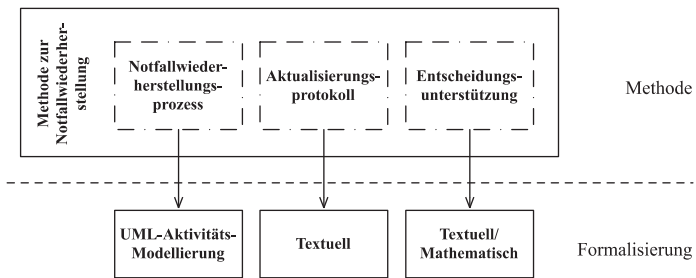 Methode zur
Notfallwiederher-
stellung
Notfallwieder-
herstellungs-
prozess
Aktualisierungs-
protokoll
Entscheidungs-
unterstützung
Methode
UML-Aktivitäts-
Modellierung
Textuell
Textuell/
Mathematisch
Formalisierung